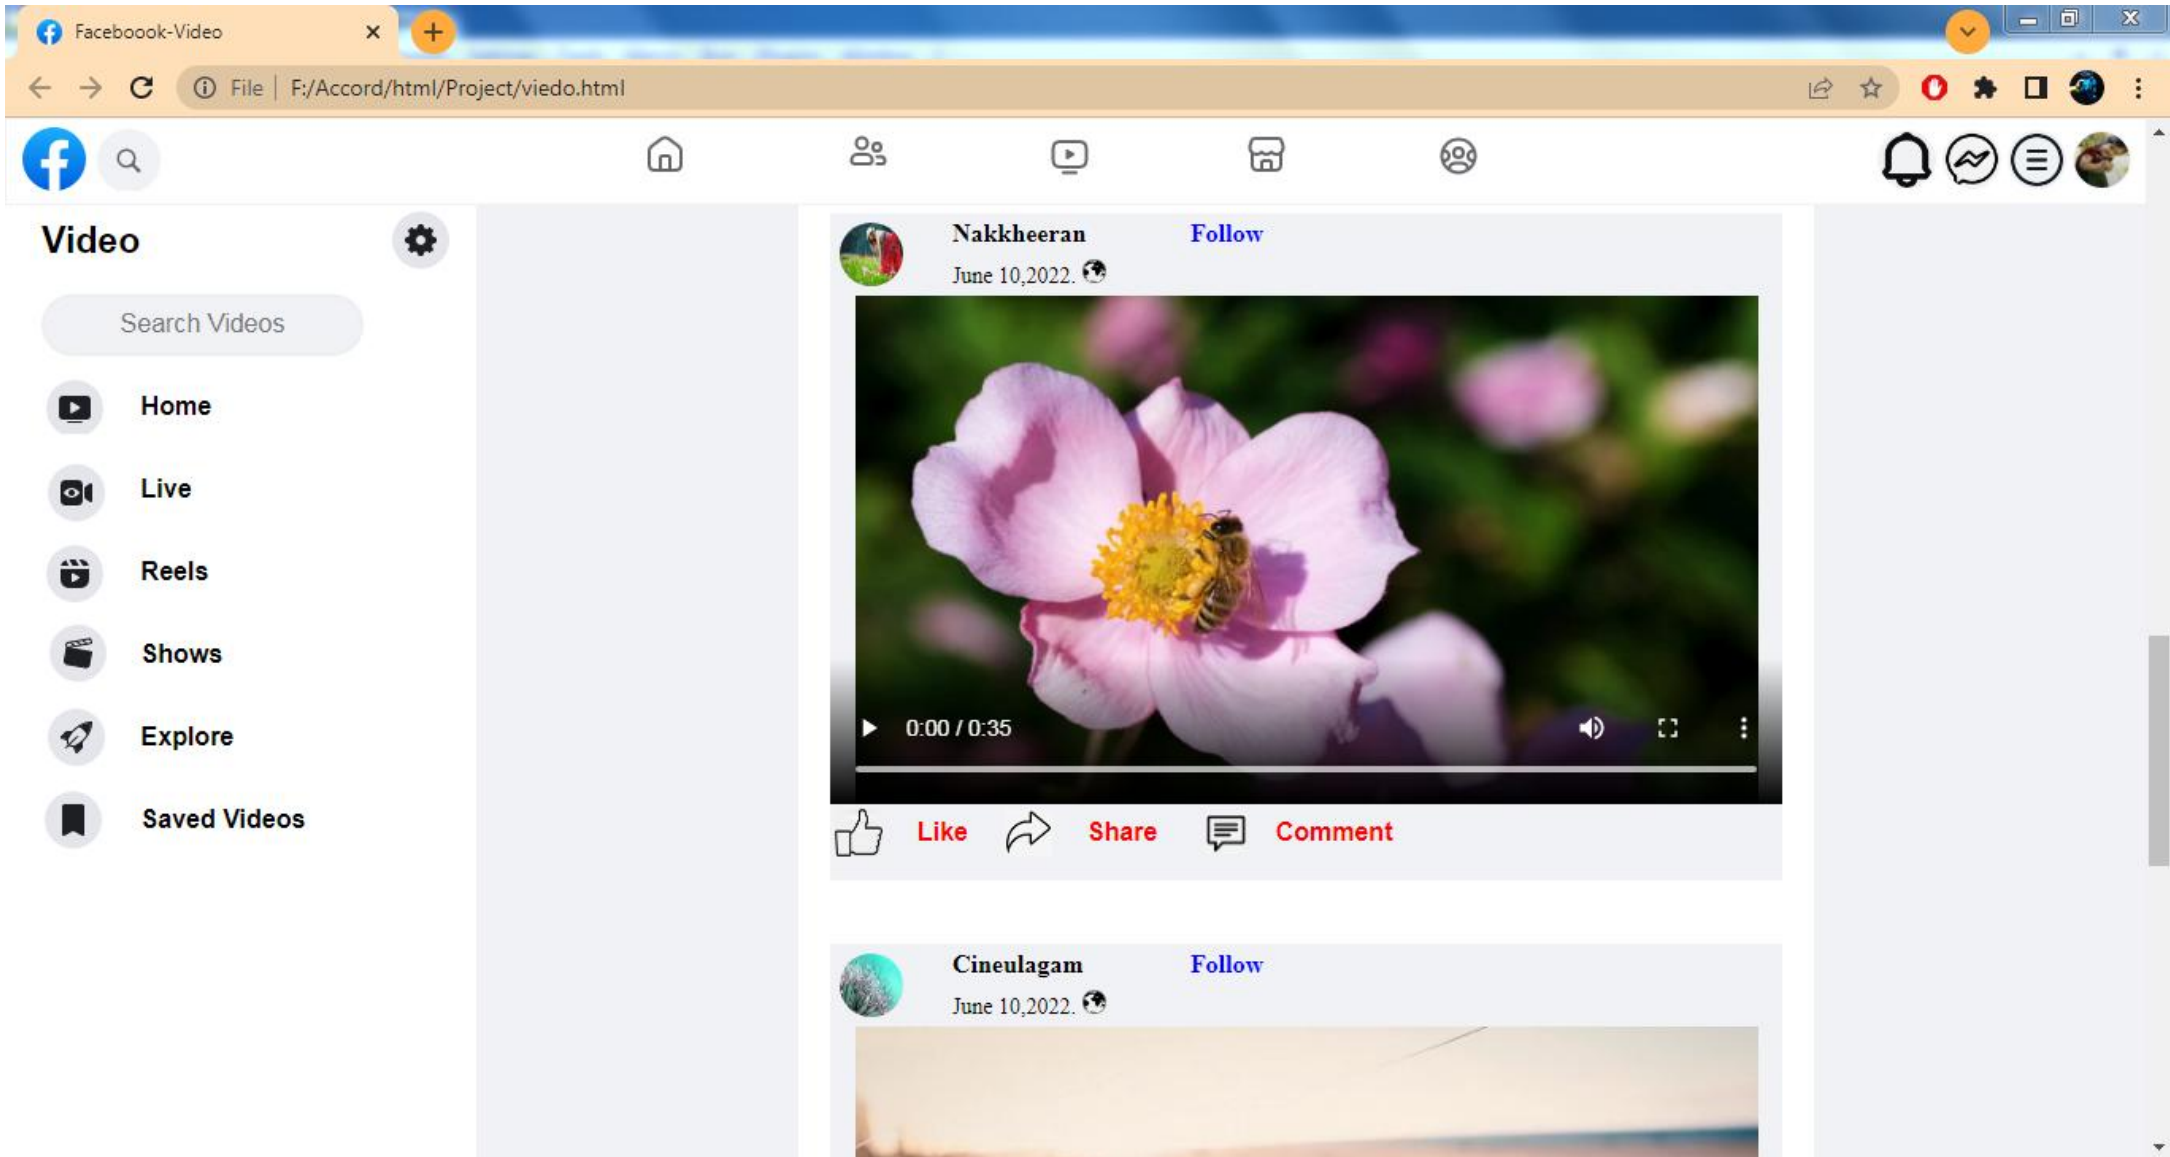 Faceboook-Video
File F:/Accord/html/Project/viedo.html
Video
Search Videos
Home
Live
Reels
Shows
Explore
Saved Videos
Nakkheeran Follow
June 10,2022.
0:00 / 0:35
Like Share Comment
Cineulagam Follow
June 10,2022.